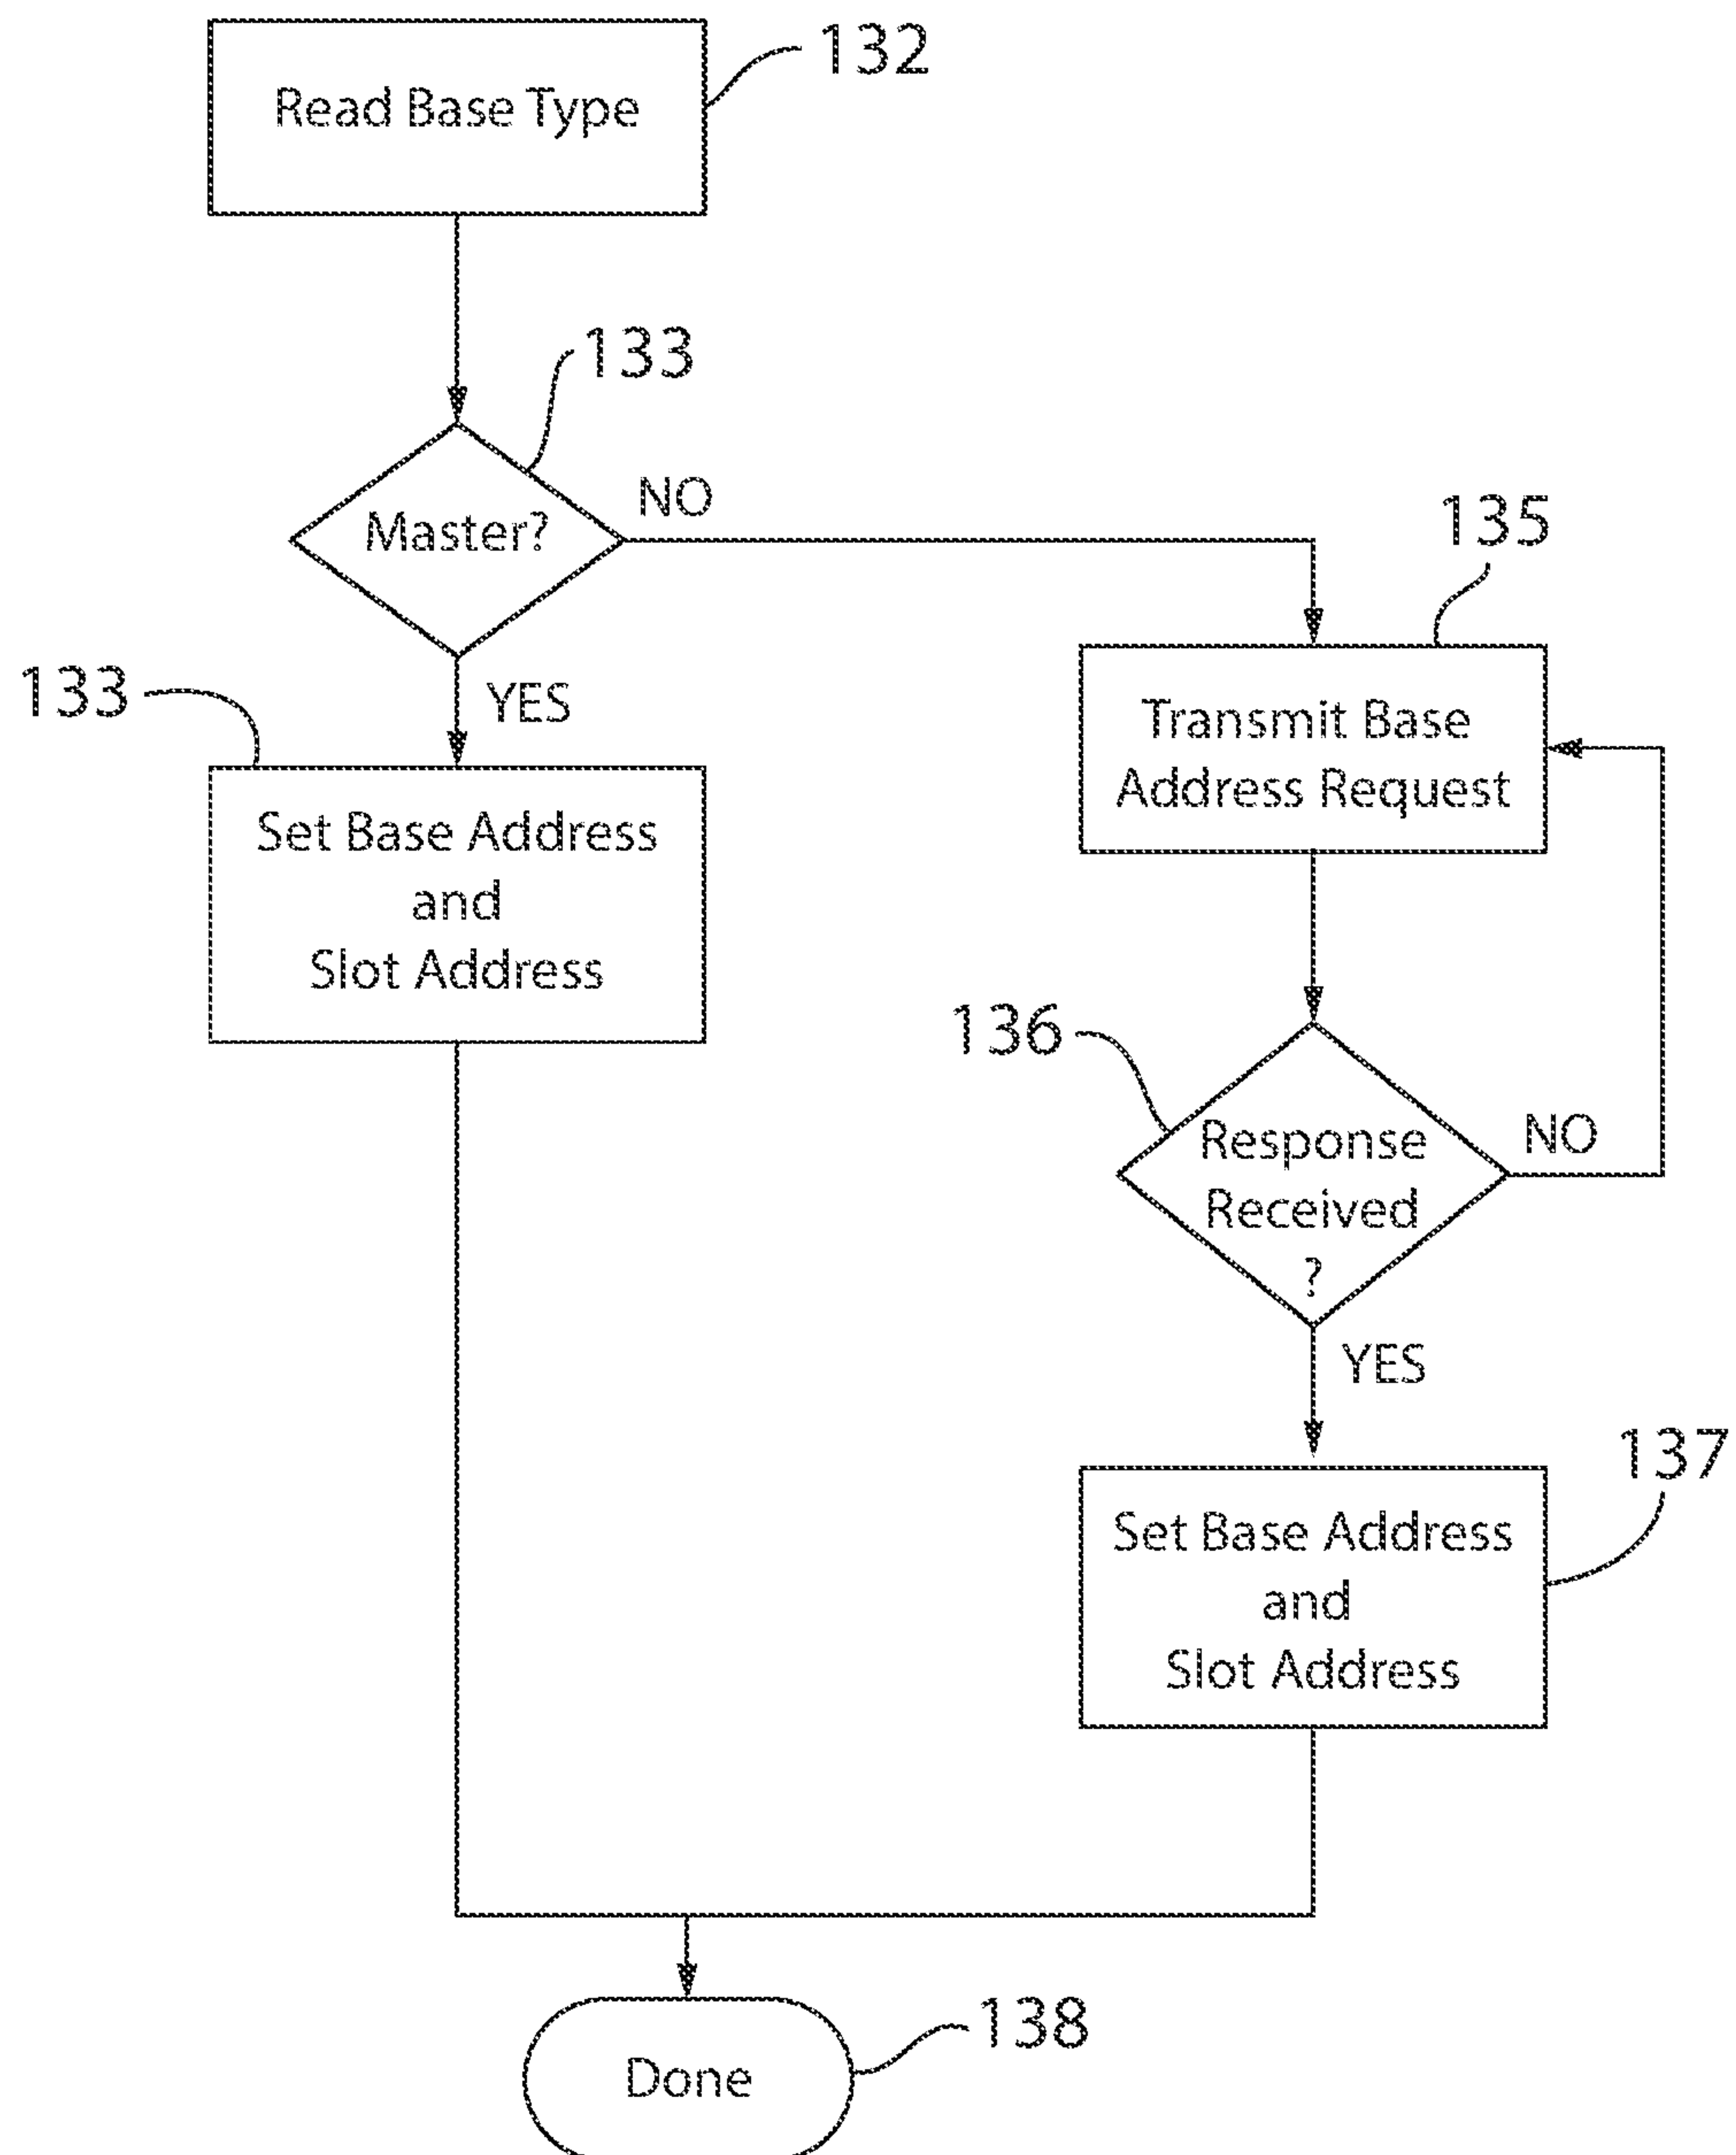 Read Base Type
132
133
Master?
NO
135
133
YES
Transmit Base
Address Request
Set Base Address
and
Slot Address
136
Response
Received
?
NO
YES
137
Set Base Address
and
Slot Address
138
Done